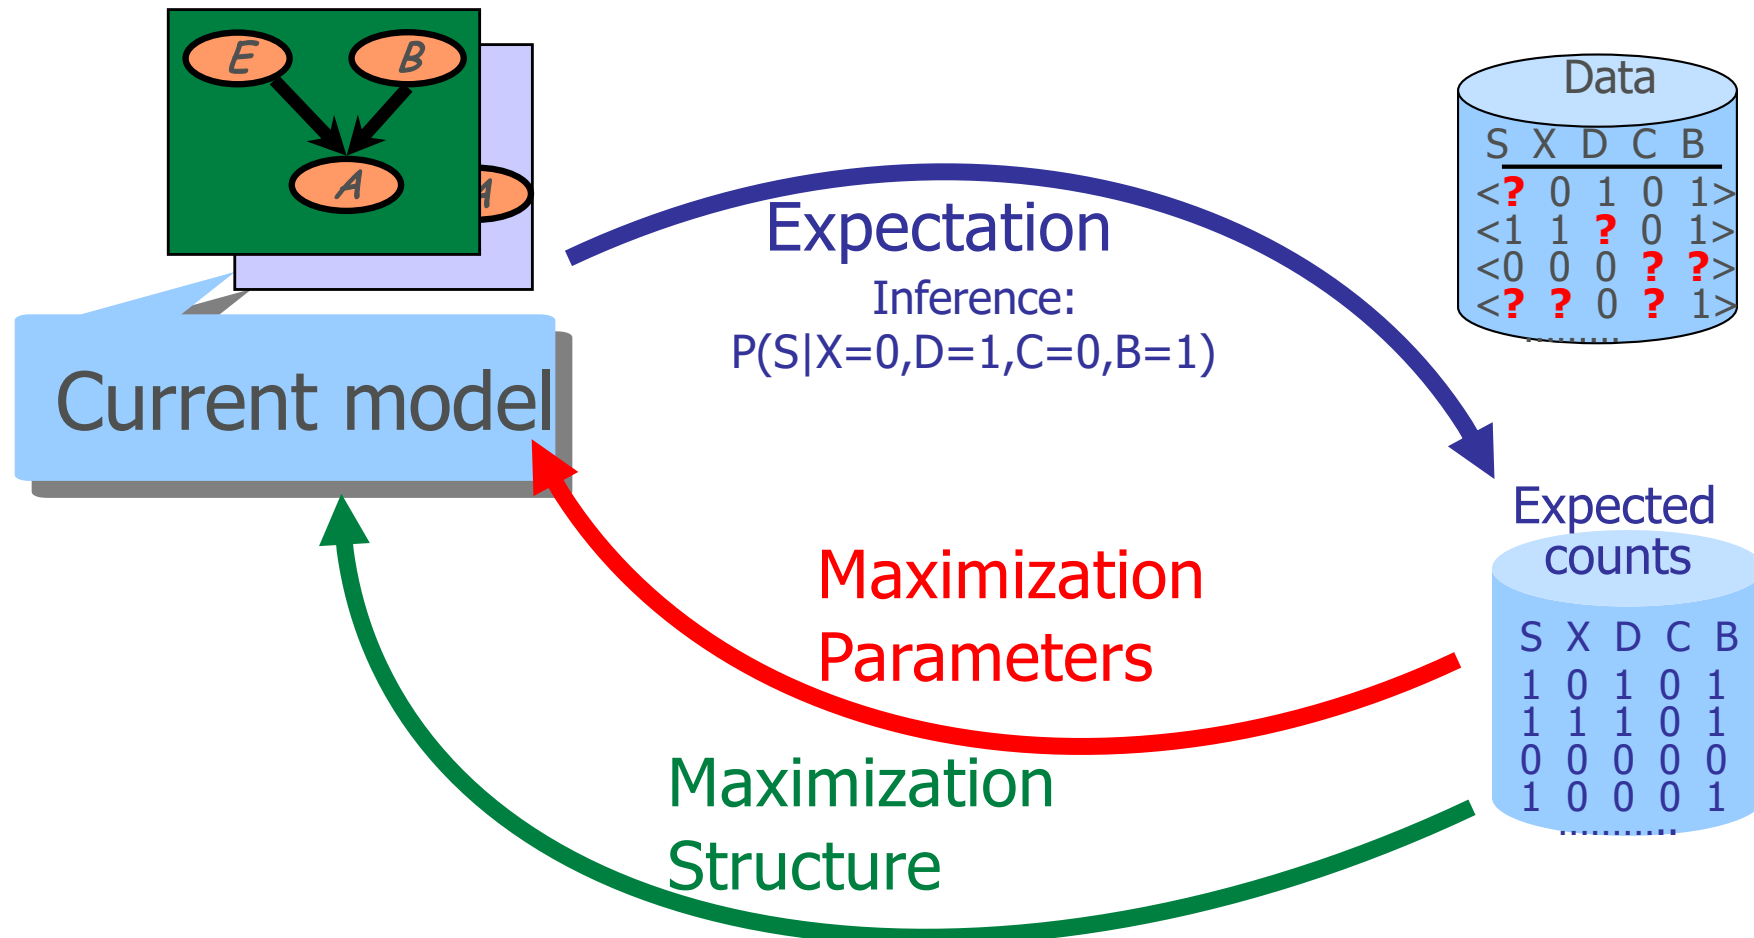 E B
A
A
Current model
Expectation
Inference:
P(S|X=0,D=1,C=0,B=1)
Maximization
Parameters
Maximization
Structure
Data
S X D C B
<? 0 1 0 1>
<1 1 ? 0 1>
<0 0 0 ? ?>
<? ? 0 ? 1>
.........
Expected
counts
S X D C B
1 0 1 0 1
1 1 1 0 1
0 0 0 0 0
1 0 0 0 1
...........